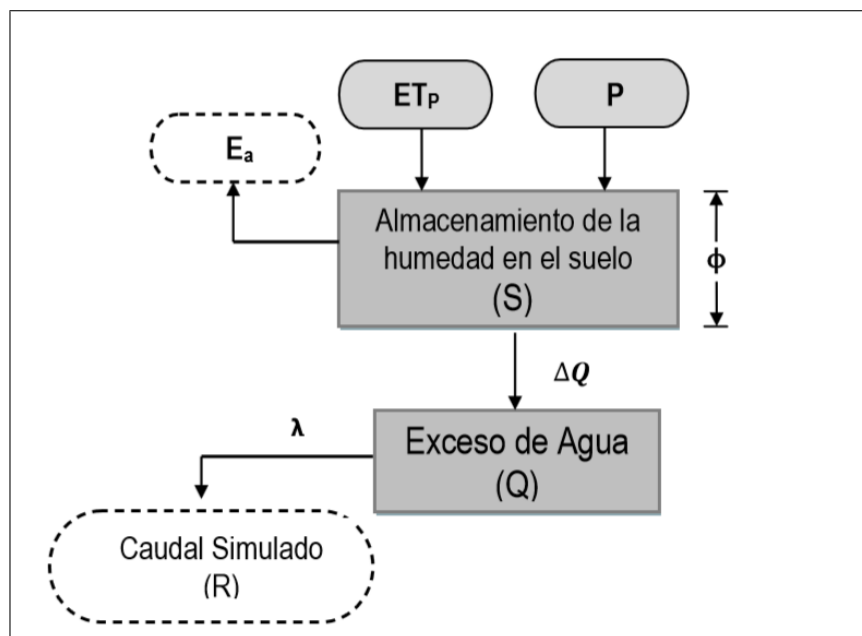 ETP
P
Ea
Almacenamiento de la
humedad en el suelo
(S)
ϕ
ΔQ
λ
Exceso de Agua
(Q)
Caudal Simulado
(R)